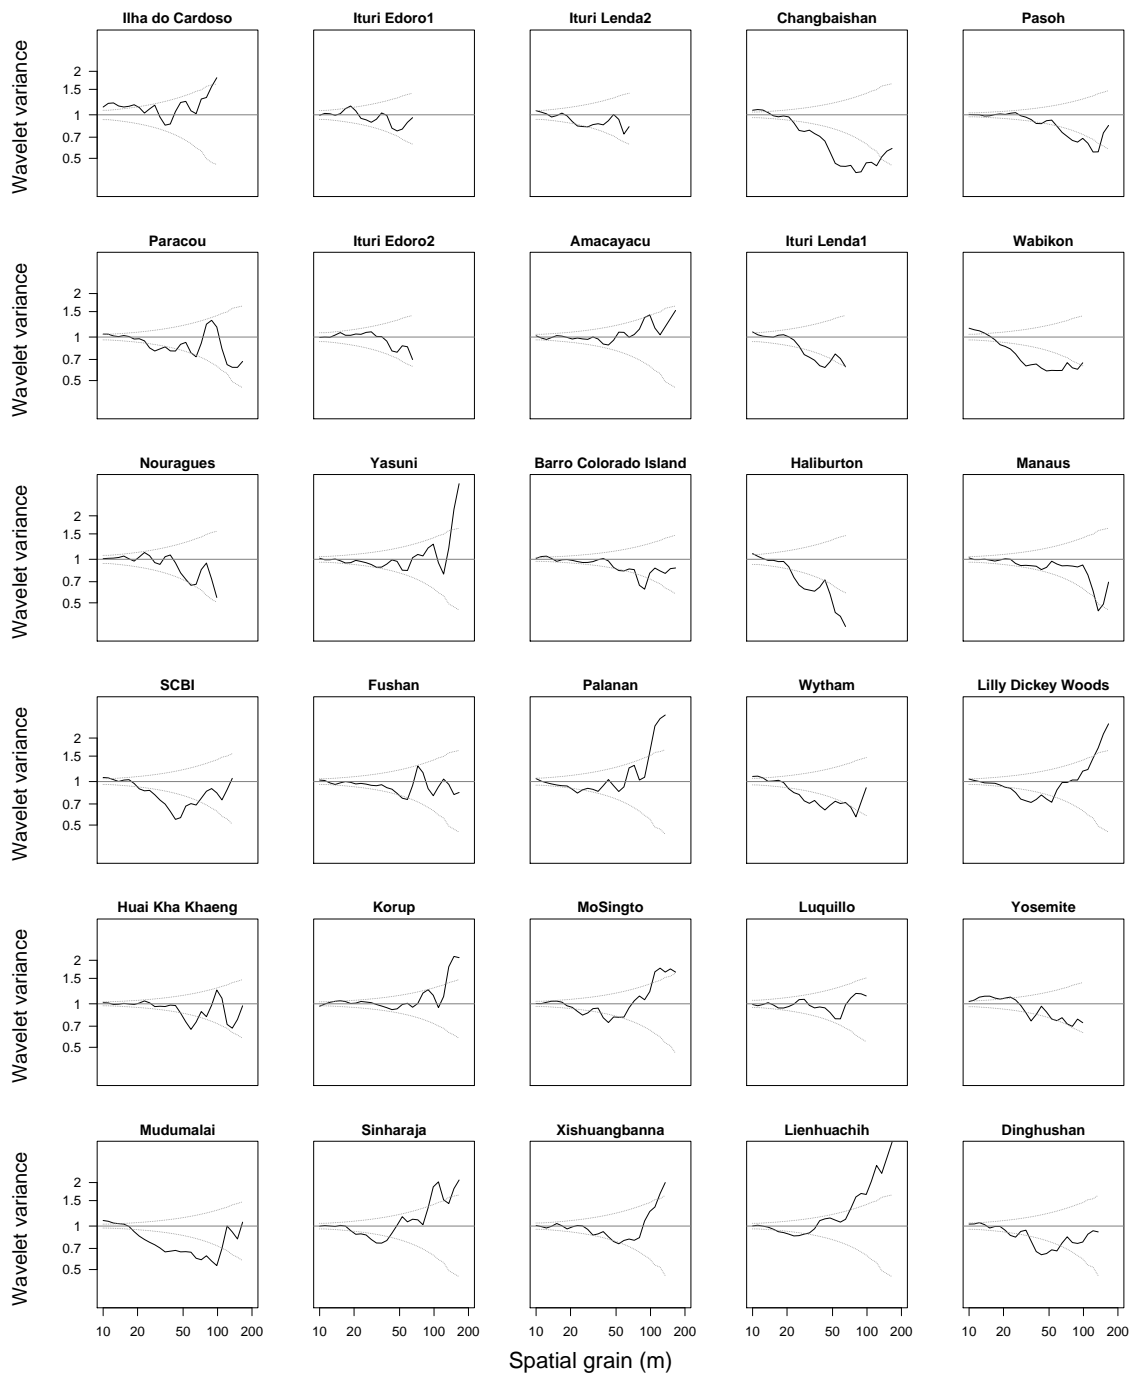 Ilha do Cardoso Ituri Edoro1 Ituri Lenda2 Changbaishan Pasoh
Wavelet variance
2
1.5
1
0.7
0.5
Paracou Ituri Edoro2 Amacayacu Ituri Lenda1 Wabikon
Wavelet variance
2
1.5
1
0.7
0.5
Nouragues Yasuni Barro Colorado Island Haliburton Manaus
Wavelet variance
2
1.5
1
0.7
0.5
SCBI Fushan Palanan Wytham Lilly Dickey Woods
Wavelet variance
2
1.5
1
0.7
0.5
Huai Kha Khaeng Korup MoSingto Luquillo Yosemite
Wavelet variance
2
1.5
1
0.7
0.5
Mudumalai Sinharaja Xishuangbanna Lienhuachih Dinghushan
Wavelet variance
2
1.5
1
0.7
0.5
10 20 50 100 200 10 20 50 100 200 10 20 50 100 200 10 20 50 100 200 10 20 50 100 200
Spatial grain (m)